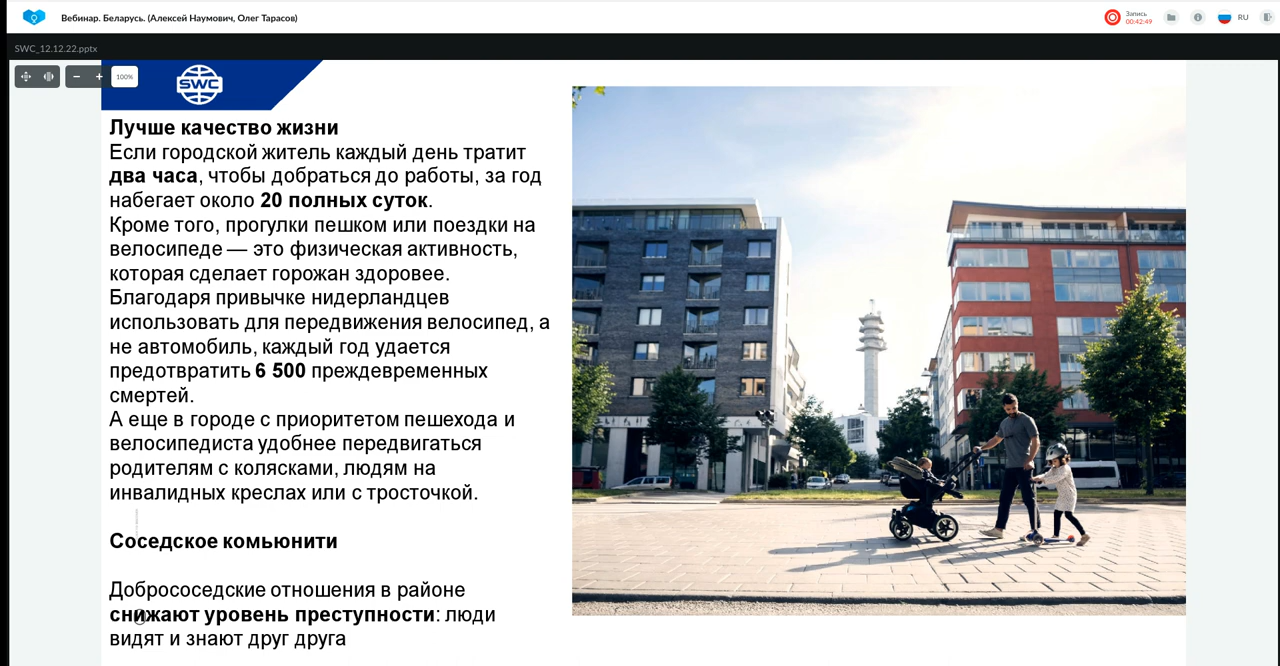 Вебинар. Беларусь. (Алексей Наумович, Олег Тарасов)
Запись
00:42:49
RU
SWC_12.12.22.pptx
100%
SWC
Лучше качество жизни
Если городской житель каждый день тратит
два часа, чтобы добраться до работы, за год
набегает около 20 полных суток.
Кроме того, прогулки пешком или поездки на
велосипеде — это физическая активность,
которая сделает горожан здоровее.
Благодаря привычке нидерландцев
использовать для передвижения велосипед, а
не автомобиль, каждый год удается
предотвратить 6 500 преждевременных
смертей.
А еще в городе с приоритетом пешехода и
велосипедиста удобнее передвигаться
родителям с колясками, людям на
инвалидных креслах или с тросточкой.
Соседское комьюнити
Добрососедские отношения в районе
снижают уровень преступности: люди
видят и знают друг друга